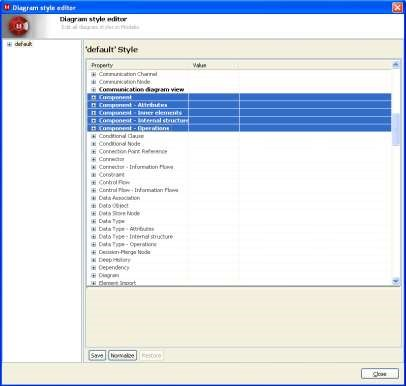 Diagram style editor
Diagram style editor
Edit all diagram styles in Modelio
default
'default' Style
Property Value
Communication Channel
Communication Node
Communication diagram view
Component
Component - Attributes
Component - Inner elements
Component - Internal structure
Component - Operations
Conditional Clause
Conditional Node
Connection Point Reference
Connector
Connector - Information Flows
Constraint
Control Flow
Control Flow - Information Flows
Data Association
Data Object
Data Store Node
Data Type
Data Type - Attributes
Data Type - Internal structure
Data Type - Operations
Decision-Merge Node
Deep History
Dependency
Diagram
Element Import
Save Normalize Restore
Close